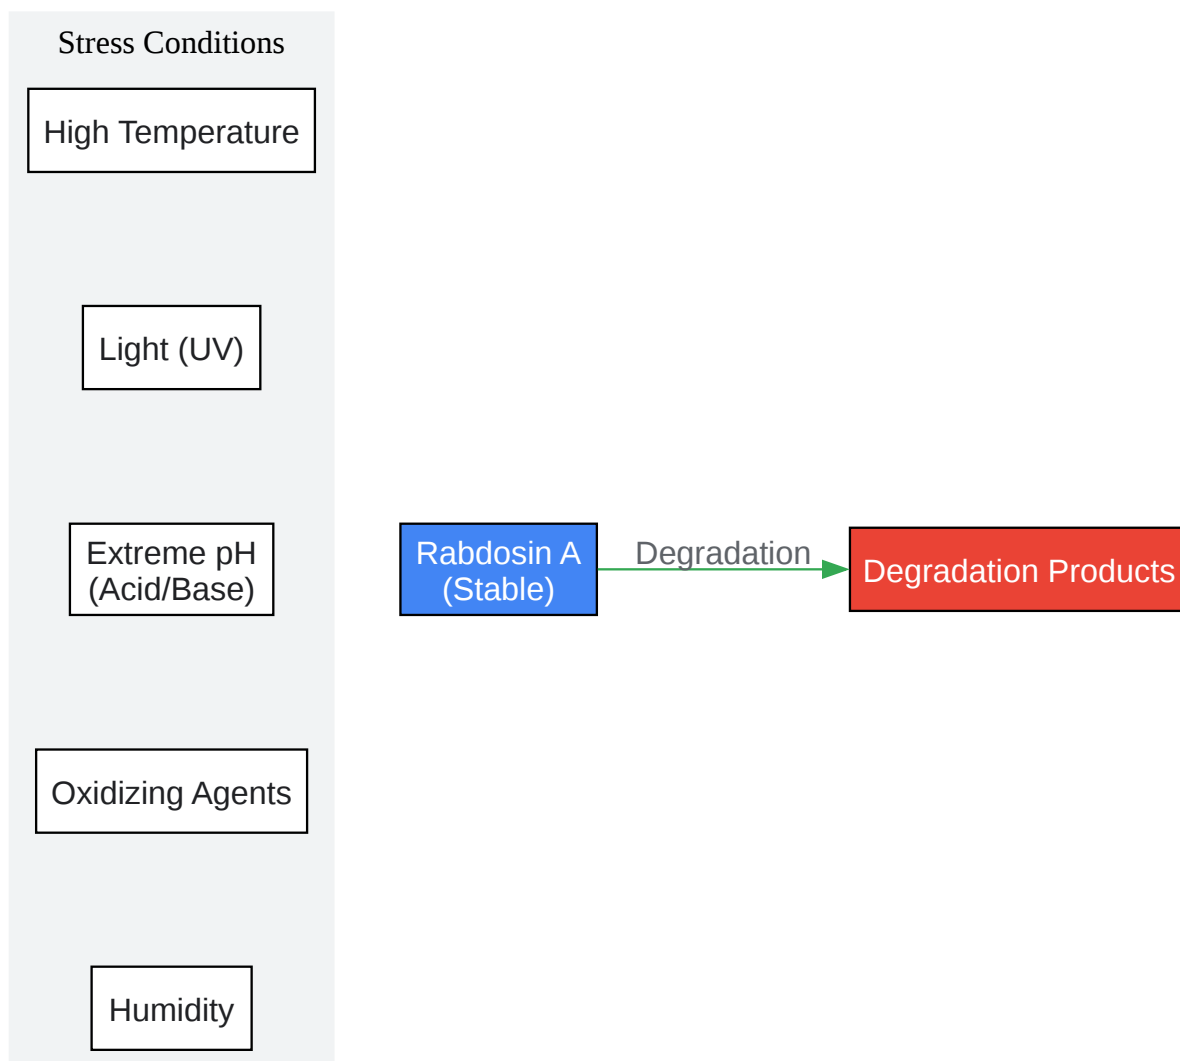 Stress Conditions
High Temperature
Light (UV)
Extreme pH
(Acid/Base)
Rabdosin A
(Stable)
Degradation
Degradation Products
Oxidizing Agents
Humidity